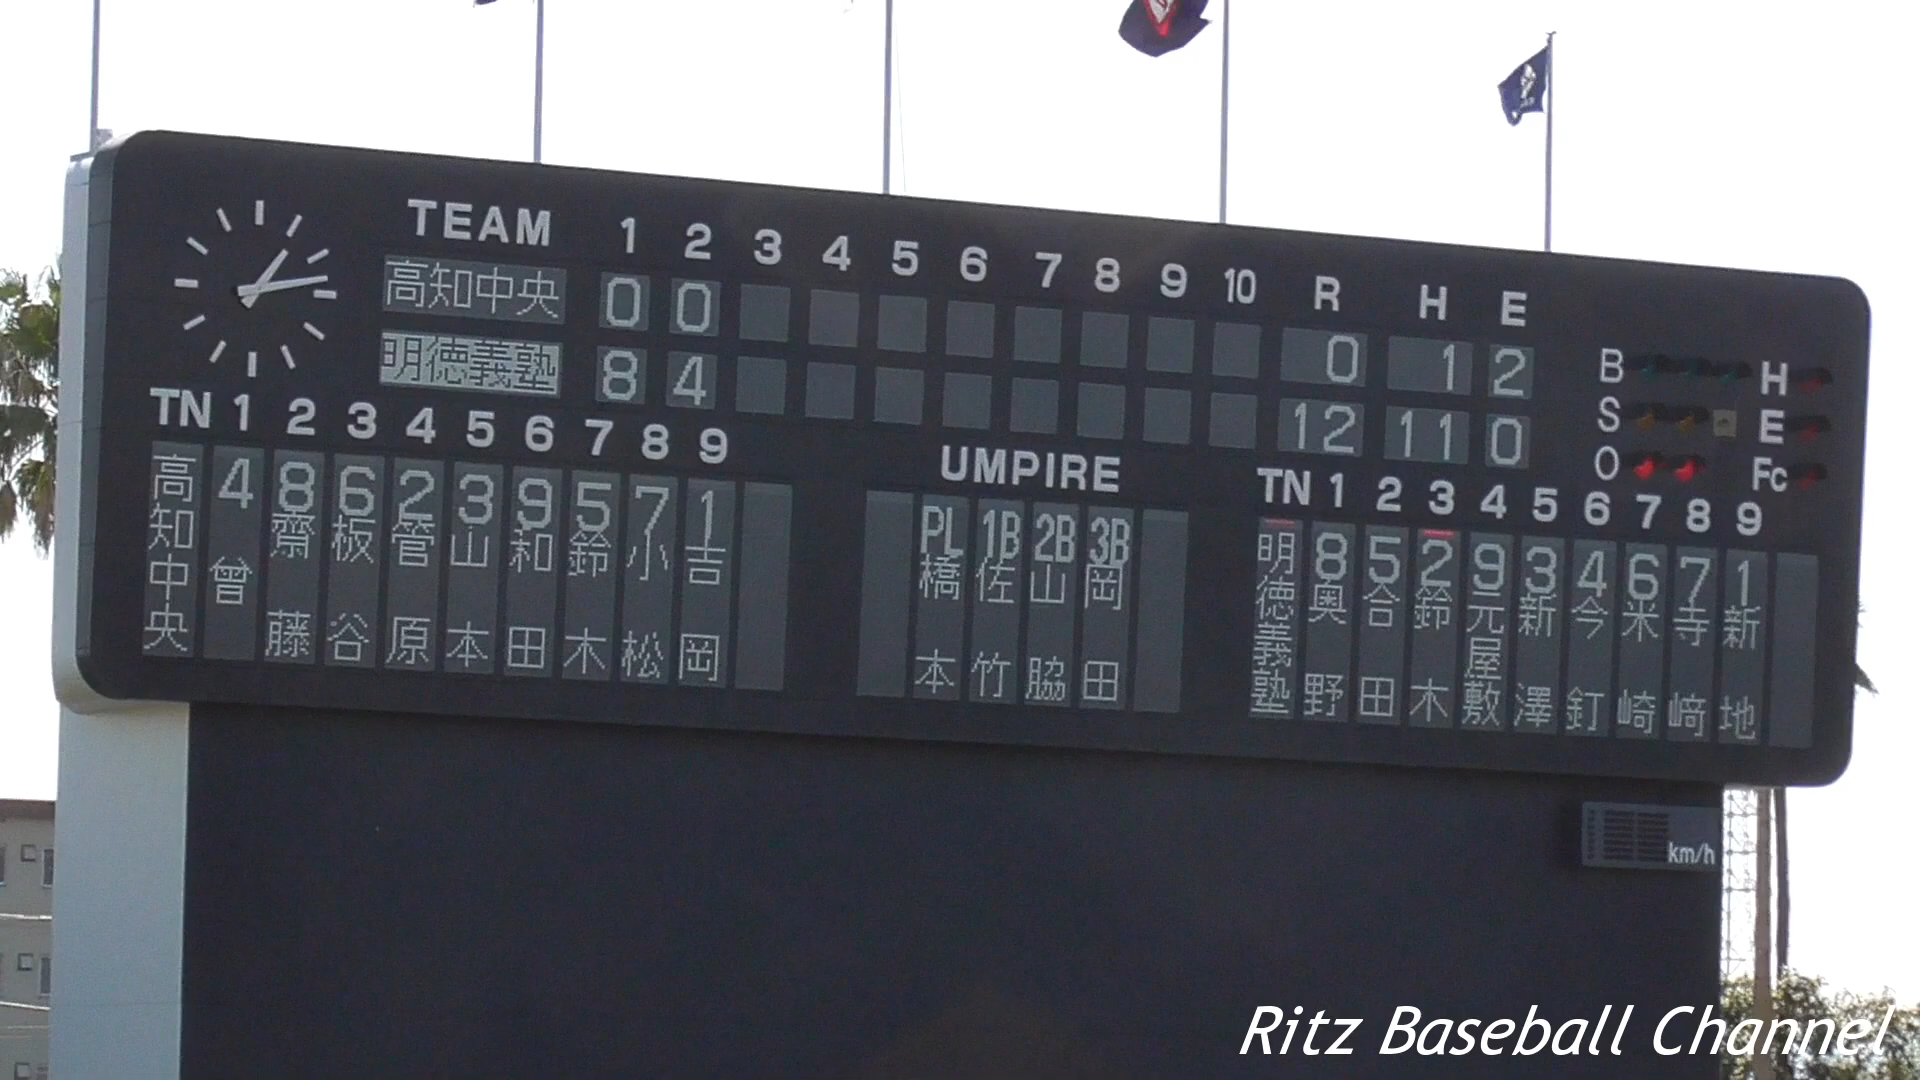 TEAM 1 2 3 4 5 6 7 8 9 10 R H E
高知中央 0 0 0 1 2
明徳義塾 8 4 12 11 0
B H
S E
O Fc
TN 1 2 3 4 5 6 7 8 9
高知中央
4 曾
8 齋藤
6 板谷
2 管原
3 山本
9 和田
5 鈴木
7 小松
1 吉岡
UMPIRE
PL 橋本
1B 佐竹
2B 山脇
3B 岡田
TN 1 2 3 4 5 6 7 8 9
明徳義塾
8 奥野
5 合田
2 鈴木
9 元屋敷
3 新澤
4 今釘
6 米崎
7 寺﨑
1 新地
km/h
Ritz Baseball Channel